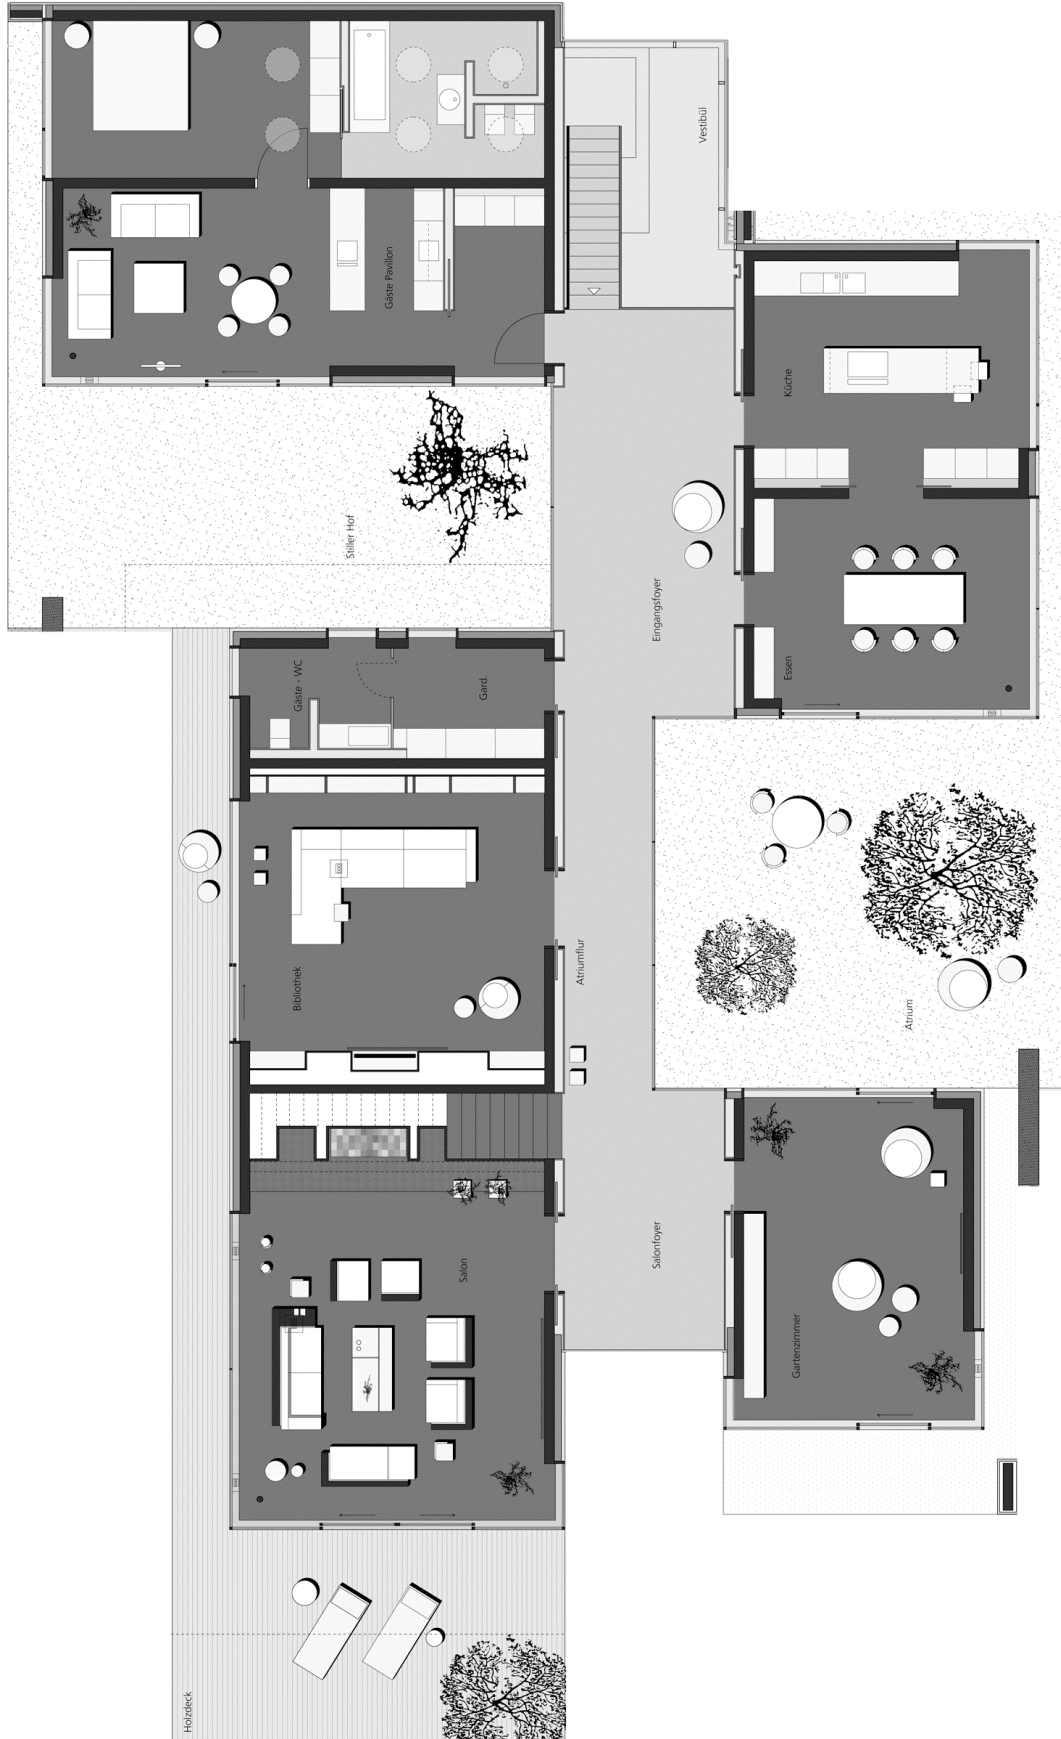 Vestibül
Gäste Pavillon
Küche
Stiller Hof
Eingangsfoyer
Essen
Gäste - WC
Gard.
Bibliothek
Atriumflur
Atrium
Salon
Salonfoyer
Gartenzimmer
Holzdeck